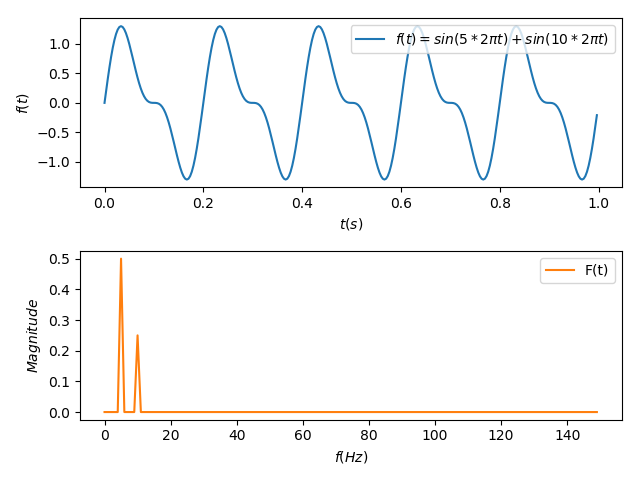 f(t) = sin(5 * 2πt) + sin(10 * 2πt)
1.0
0.5
0.0
−0.5
−1.0
f(t)
0.0 0.2 0.4 0.6 0.8 1.0
t(s)
F(t)
0.5
0.4
0.3
0.2
0.1
0.0
Magnitude
0 20 40 60 80 100 120 140
f(Hz)